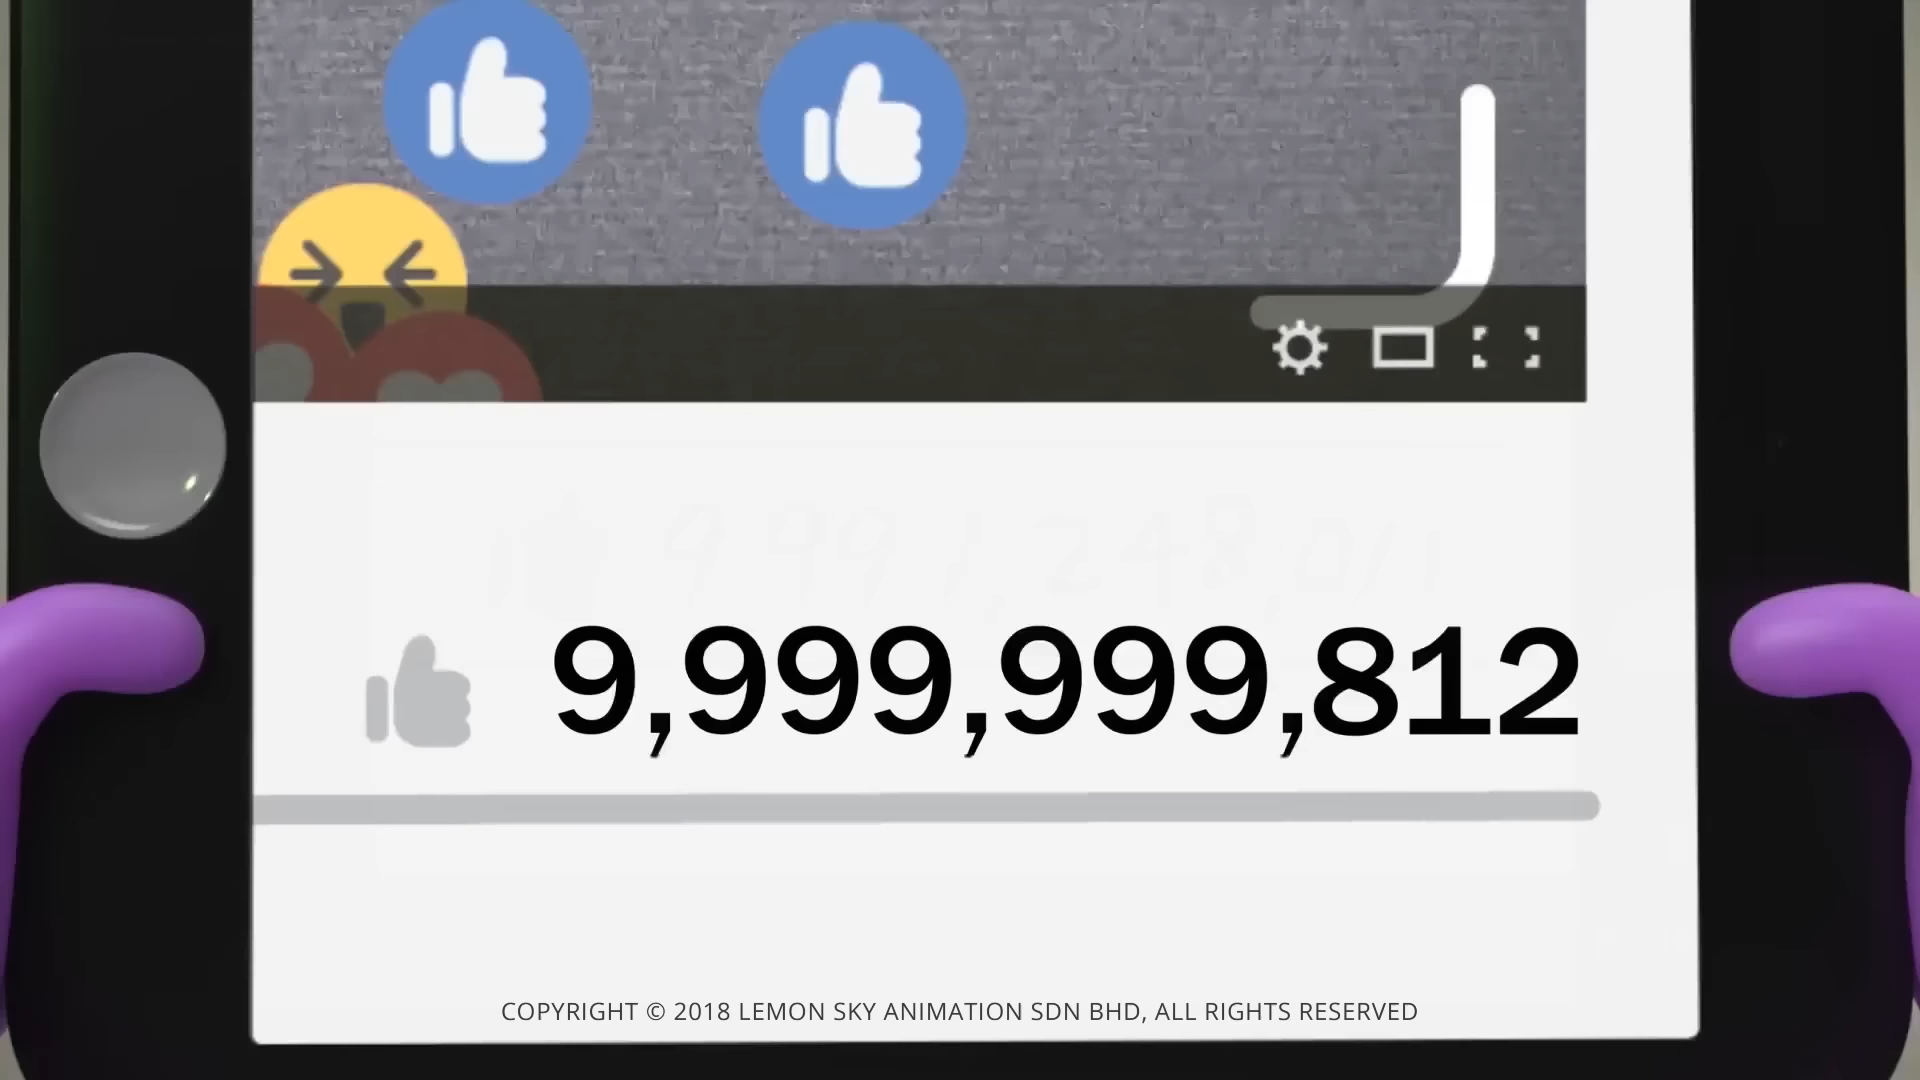 9,999,999,812
COPYRIGHT © 2018 LEMON SKY ANIMATION SDN BHD, ALL RIGHTS RESERVED